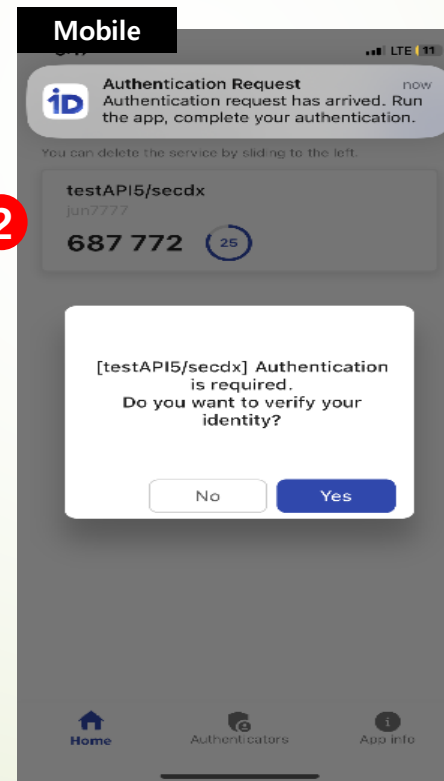 Mobile
LTE 11
iD
Authentication Request now
Authentication request has arrived. Run
the app, complete your authentication.
You can delete the service by sliding to the left.
testAPI5/secdx
jun7777
2
687 772 25
[testAPI5/secdx] Authentication
is required.
Do you want to verify your
identity?
No Yes
Home Authenticators App info